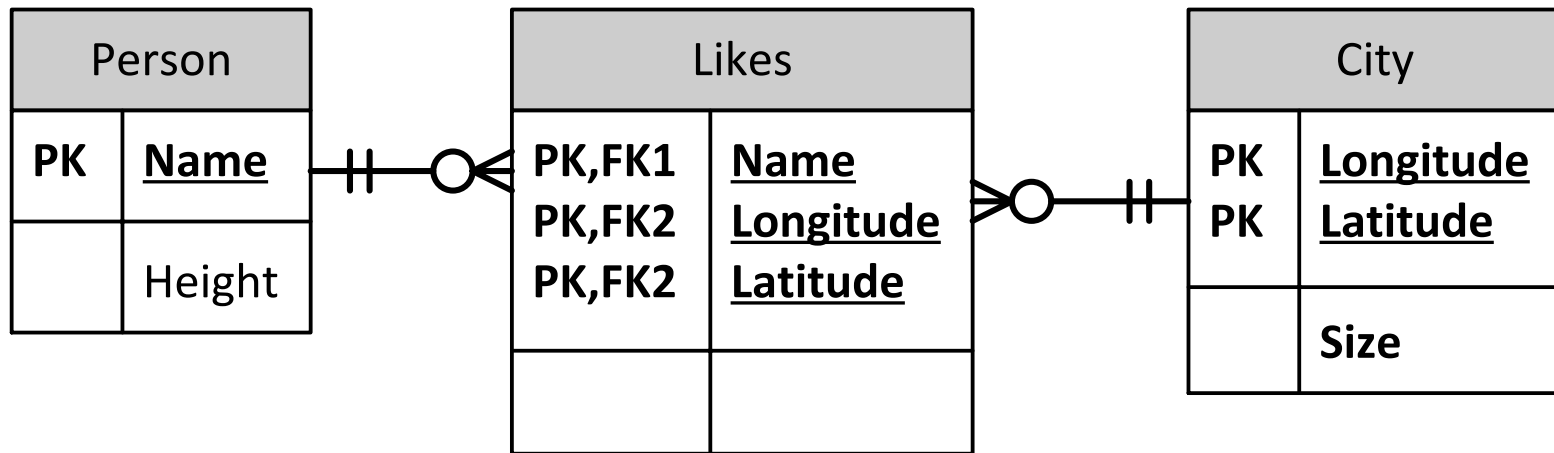 Person
PK Name
Height
Likes
PK,FK1 Name
PK,FK2 Longitude
PK,FK2 Latitude
City
PK Longitude
PK Latitude
Size